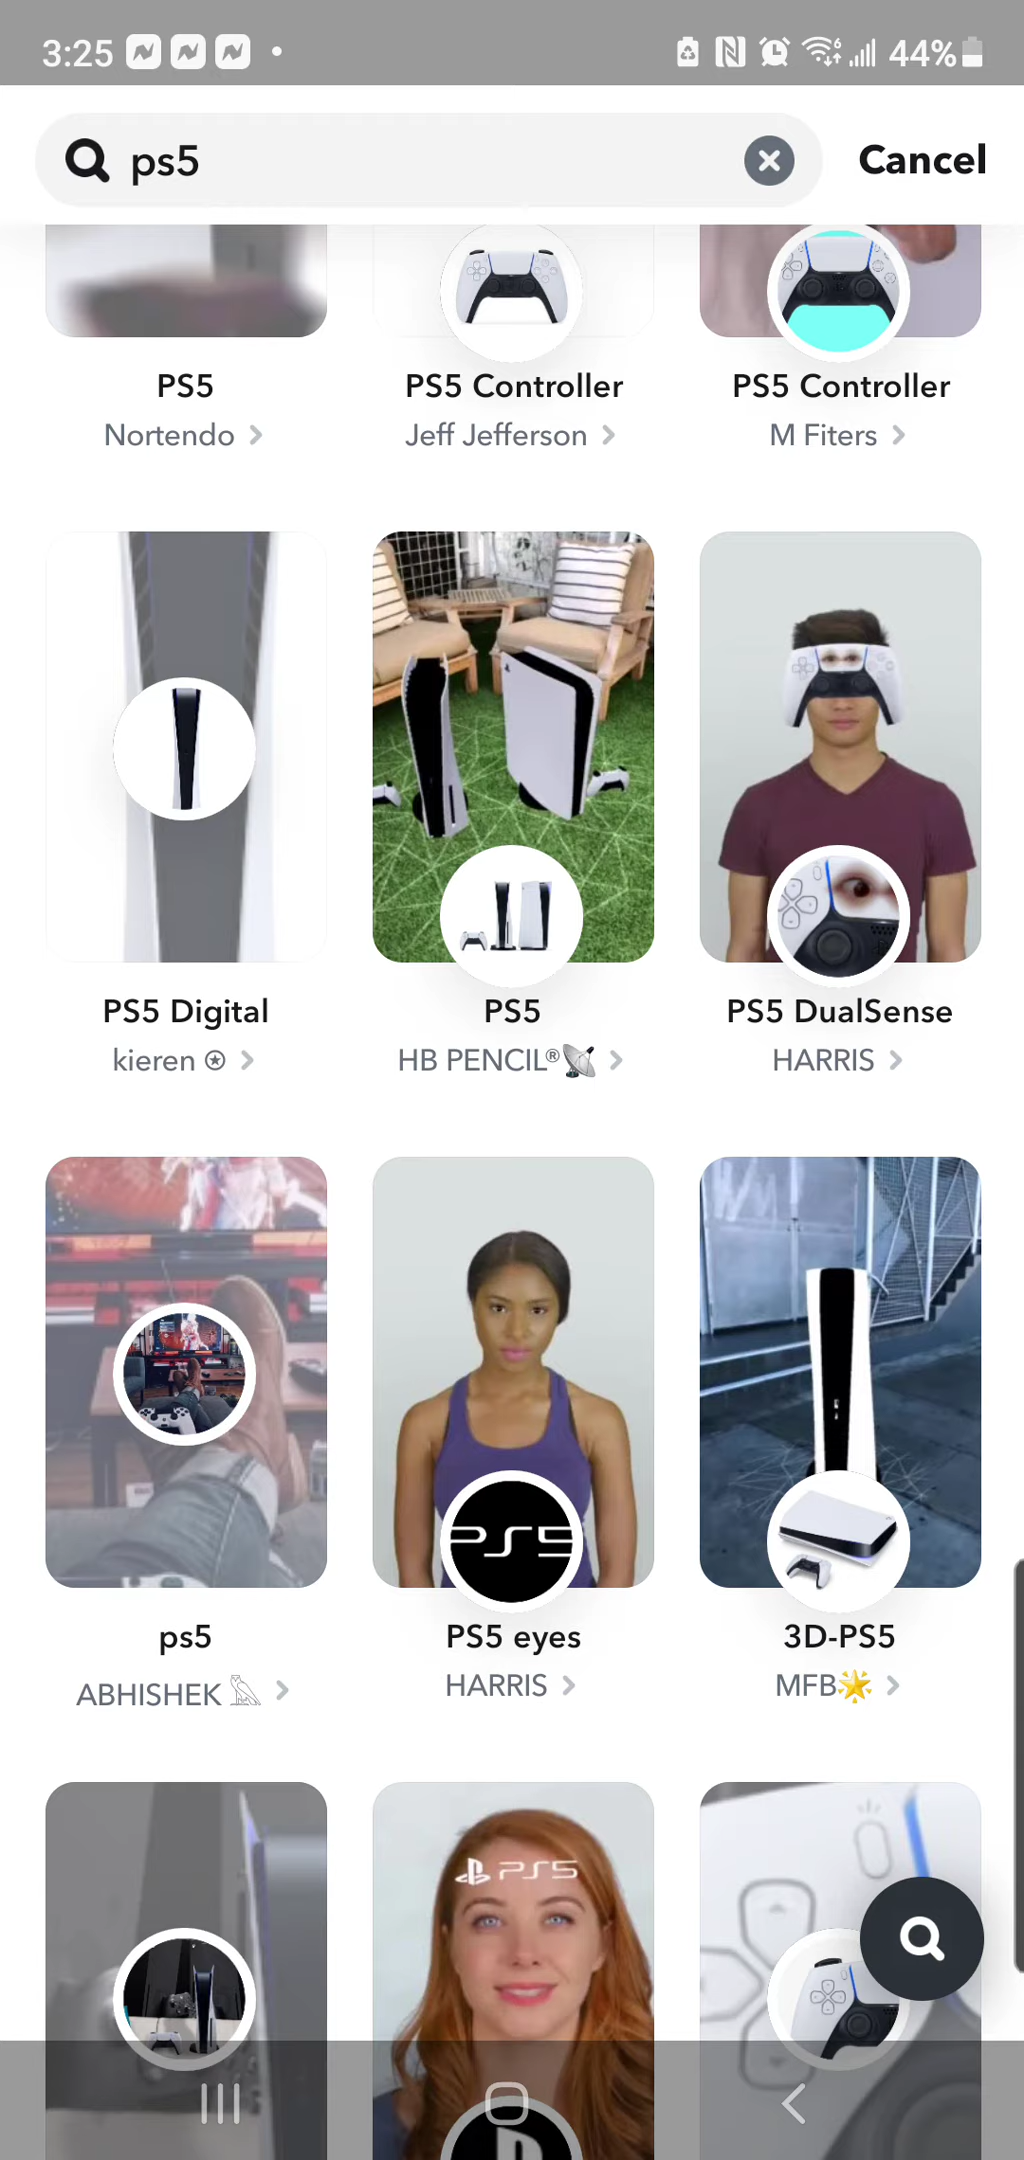 3:25
44%
ps5
Cancel
PS5
PS5 Controller
PS5 Controller
Nortendo
Jeff Jefferson
M Fiters
PS5 Digital
PS5
PS5 DualSense
kieren
HB PENCIL®
HARRIS
PS5
ps5
PS5 eyes
3D-PS5
ABHISHEK
HARRIS
MFB
PS5